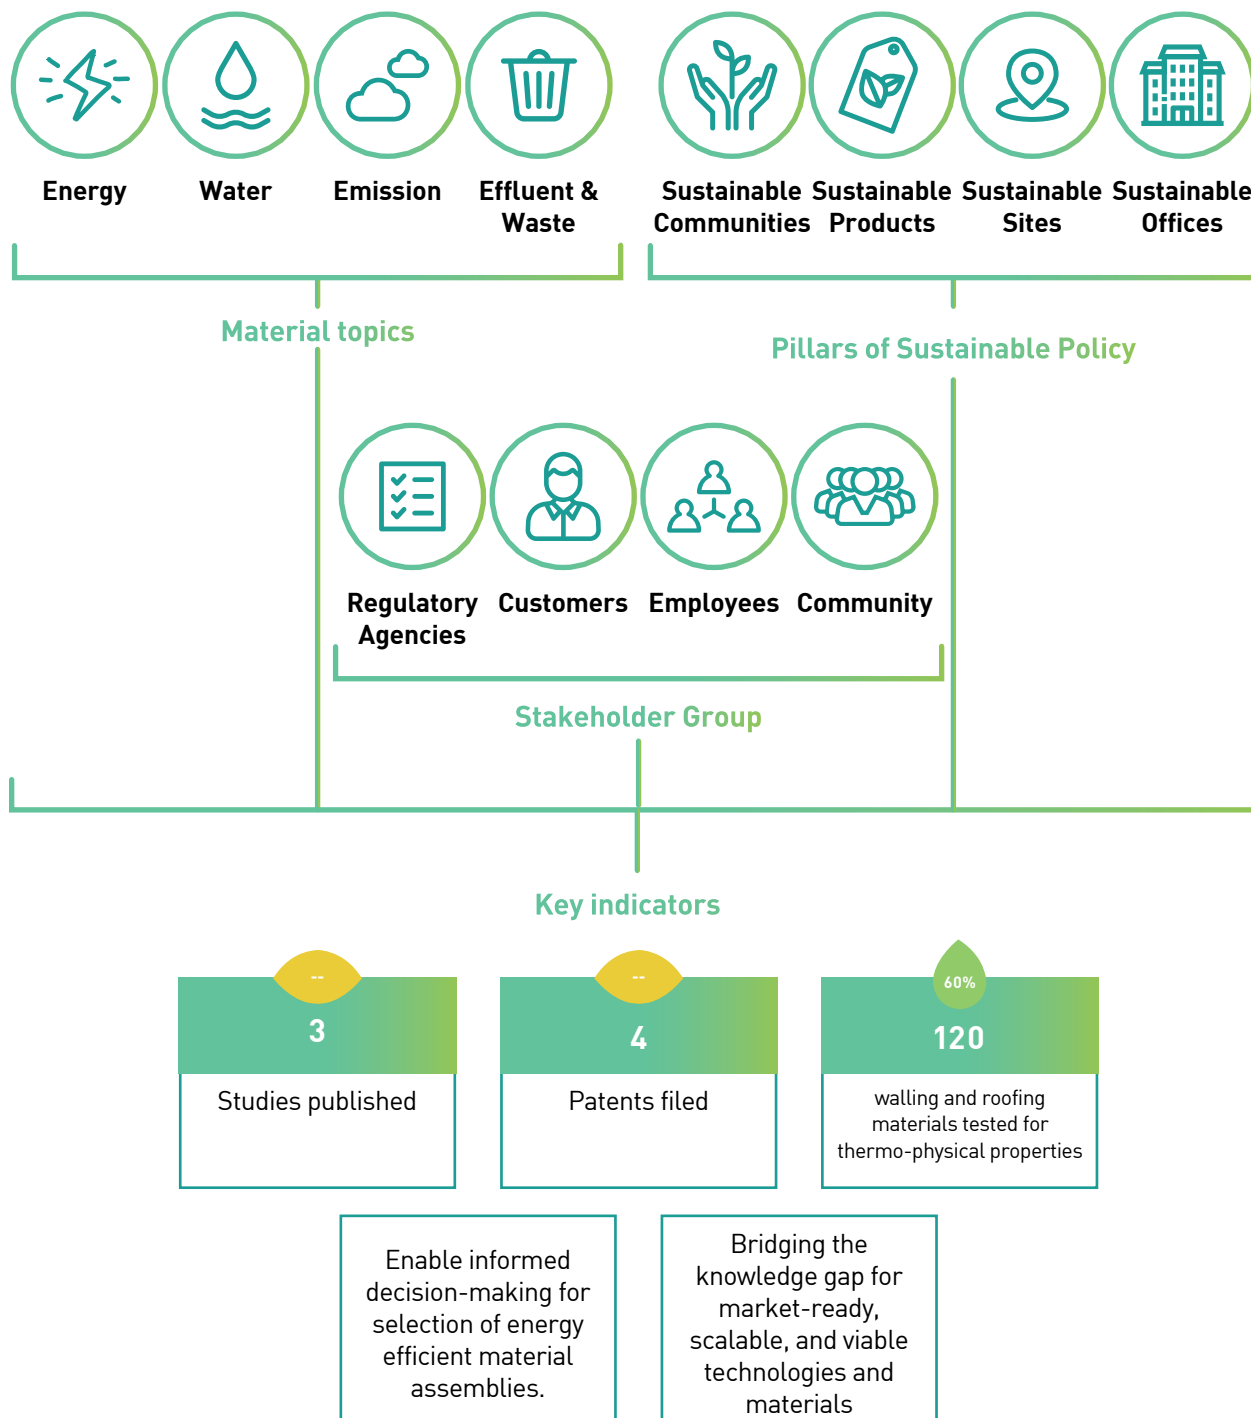 Energy
Water
Emission
Effluent &
Waste
Sustainable
Communities
Sustainable
Products
Sustainable
Sites
Sustainable
Offices
Material topics
Pillars of Sustainable Policy
Regulatory
Agencies
Customers
Employees
Community
Stakeholder Group
Key indicators
--
3
Studies published
--
4
Patents filed
60%
120
walling and roofing
materials tested for
thermo-physical properties
Enable informed
decision-making for
selection of energy
efficient material
assemblies.
Bridging the
knowledge gap for
market-ready,
scalable, and viable
technologies and
materials